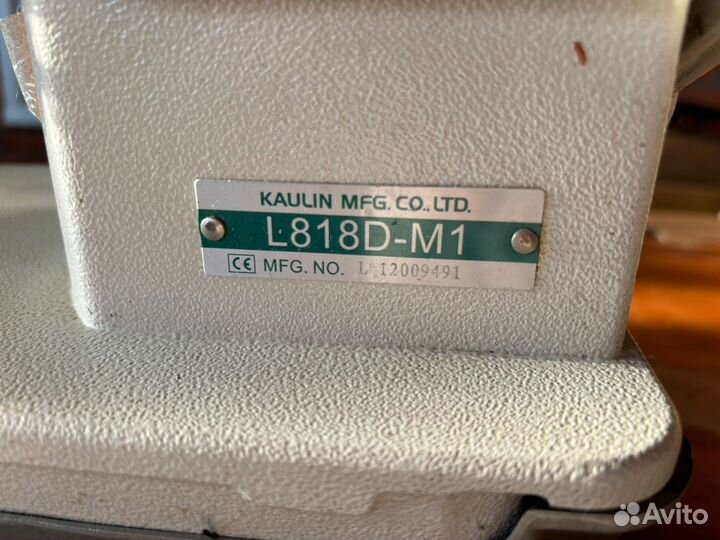 KAULIN MFG. CO., LTD.
L818D-M1
CE MFG. NO. L 12009491
Avito